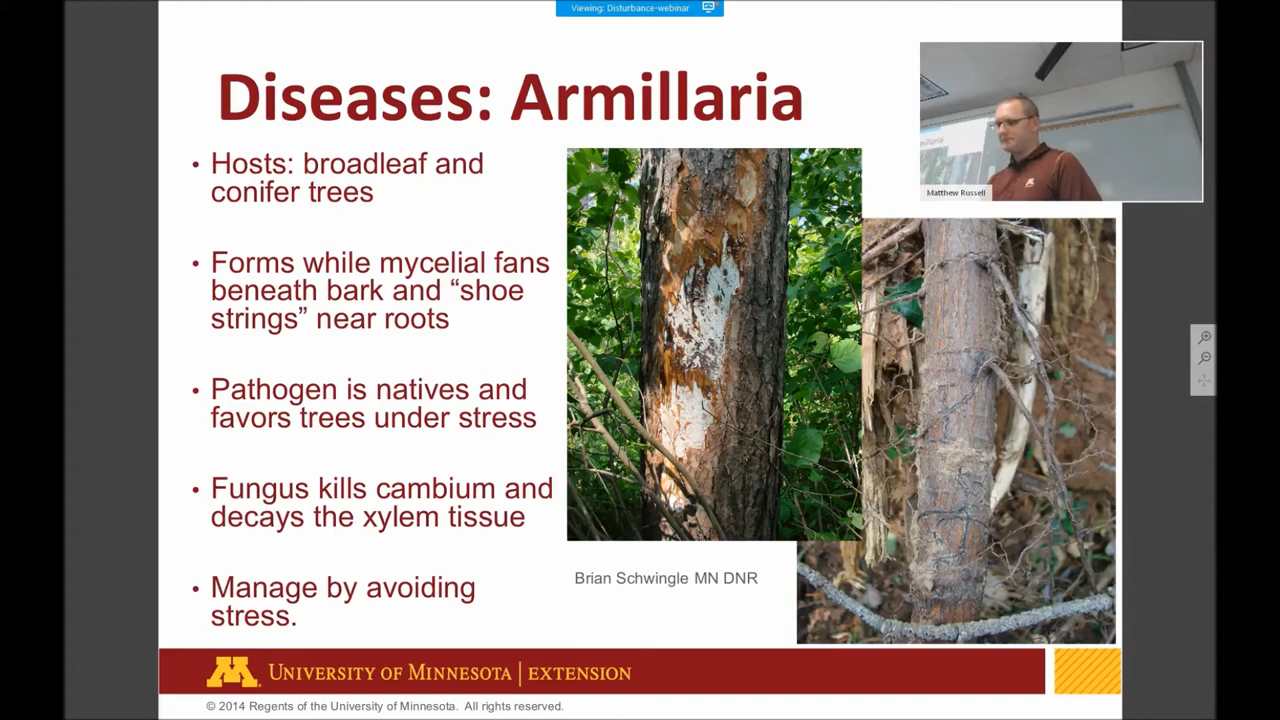 Viewing: Disturbance-webinar
Diseases: Armillaria
Matthew Russell
• Hosts: broadleaf and
conifer trees
• Forms while mycelial fans
beneath bark and “shoe
strings” near roots
• Pathogen is natives and
favors trees under stress
• Fungus kills cambium and
decays the xylem tissue
• Manage by avoiding
stress.
Brian Schwingle MN DNR
M UNIVERSITY OF MINNESOTA | EXTENSION
© 2014 Regents of the University of Minnesota. All rights reserved.